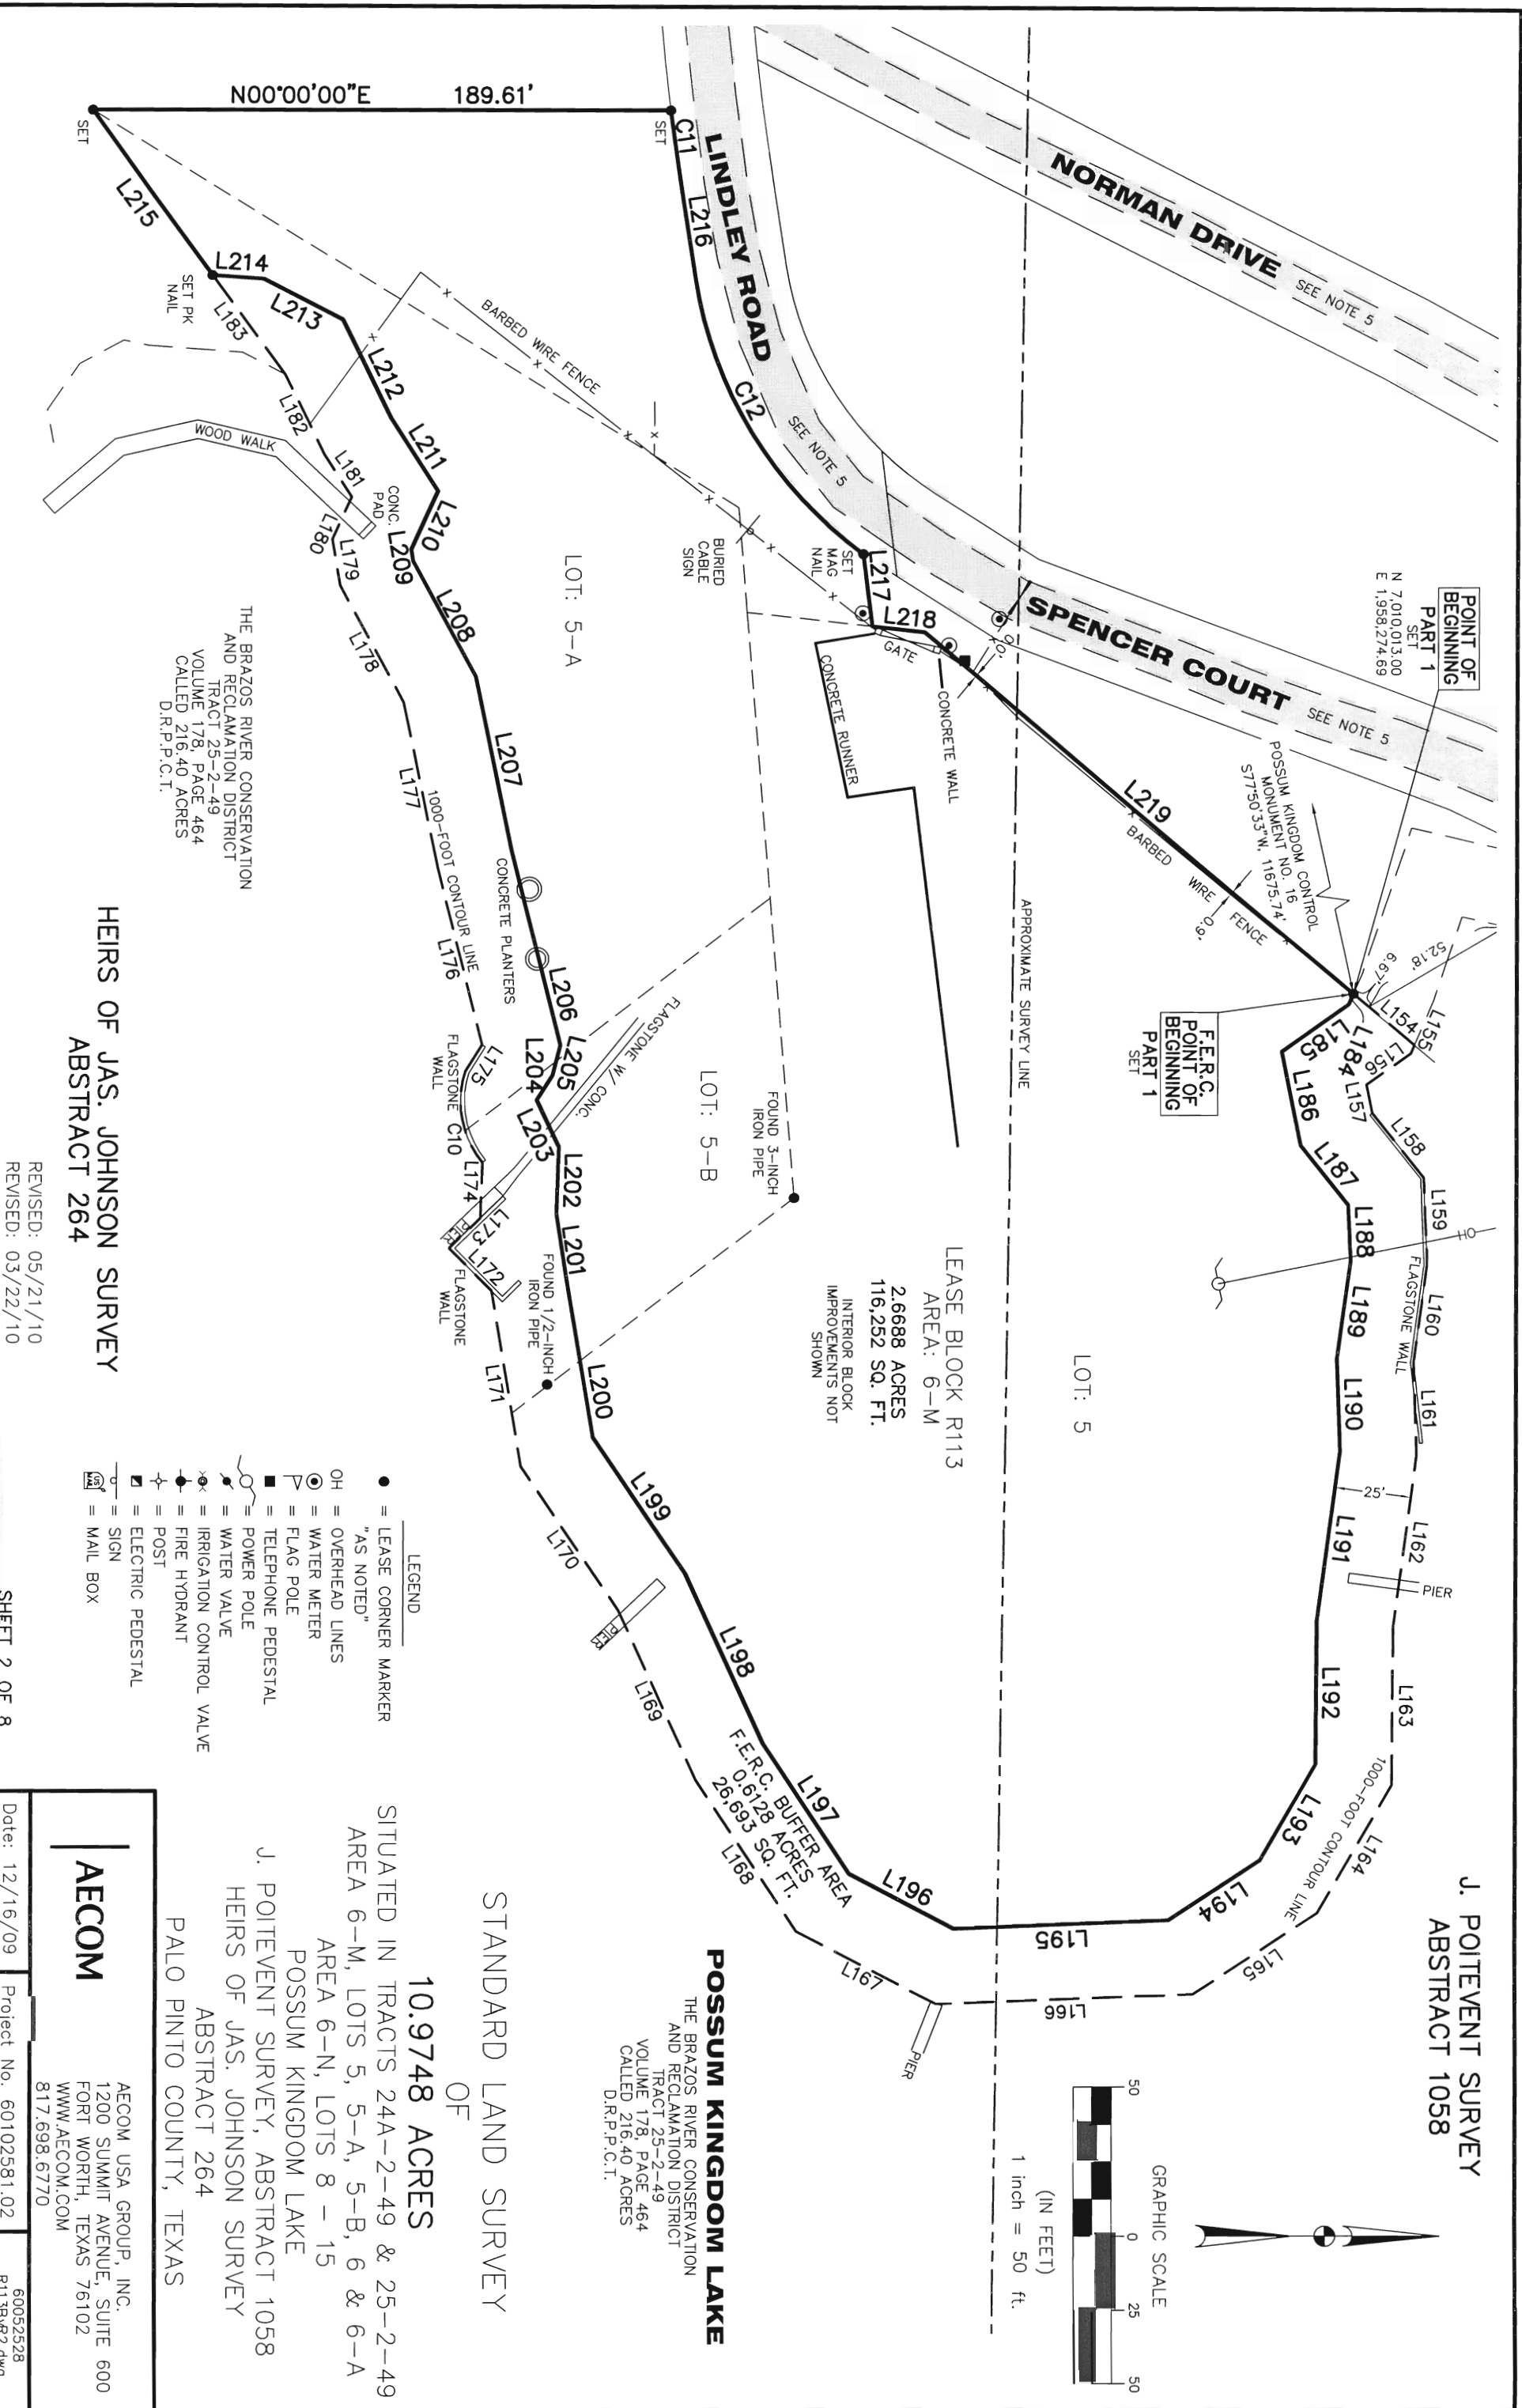 J. POITEVENT SURVEY
ABSTRACT 1058
NORMAN DRIVE
SEE NOTE 5
LINDLEY ROAD
SEE NOTE 5
SPENCER COURT
SEE NOTE 5
POINT OF
BEGINNING
PART 1
SET
N 7,010,013.00
E 1,958,274.69
POSSUM KINGDOM CONTROL
MONUMENT NO. 16
S77°50'33"W, 11675.74'
F.E.R.C.
POINT OF
BEGINNING
PART 1
SET
52.18'
6.67'
L154
L155
L156
L157
L158
L159
L160
L161
L162
L163
L164
L165
L166
L167
L168
L169
L170
L171
L172
L173
L174
C10
L175
L176
L177
L178
L179
L180
L181
L182
L183
L184
L185
L186
L187
L188
L189
L190
L191
L192
L193
L194
L195
L196
L197
L198
L199
L200
L201
L202
L203
L204
L205
L206
L207
L208
L209
L210
L211
L212
L213
L214
L215
N00°00'00"E 189.61'
SET
SET
C11
L216
C12
L217
L218
L219
SET
MAG
NAIL
SET PK
NAIL
BARBED WIRE FENCE
BARBED WIRE FENCE
GATE
CONCRETE WALL
CONCRETE RUNNER
BURIED
CABLE
SIGN
APPROXIMATE SURVEY LINE
OH
FLAGSTONE WALL
25'
PIER
1000-FOOT CONTOUR LINE
PIER
PIER
PIER
FLAGSTONE
WALL
FLAGSTONE
WALL
FLAGSTONE W/ CONC.
CONCRETE PLANTERS
1000-FOOT CONTOUR LINE
CONC.
PAD
WOOD WALK
LOT: 5
LOT: 5-A
LOT: 5-B
LEASE BLOCK R113
AREA: 6-M
2.6688 ACRES
116,252 SQ. FT.
INTERIOR BLOCK
IMPROVEMENTS NOT
SHOWN
FOUND 3-INCH
IRON PIPE
FOUND 1/2-INCH
IRON PIPE
F.E.R.C. BUFFER AREA
0.6128 ACRES
26,693 SQ. FT.
THE BRAZOS RIVER CONSERVATION
AND RECLAMATION DISTRICT
TRACT 25-2-49
VOLUME 178, PAGE 464
CALLED 216.40 ACRES
D.R.P.P.C.T.
HEIRS OF JAS. JOHNSON SURVEY
ABSTRACT 264
POSSUM KINGDOM LAKE
THE BRAZOS RIVER CONSERVATION
AND RECLAMATION DISTRICT
TRACT 25-2-49
VOLUME 178, PAGE 464
CALLED 216.40 ACRES
D.R.P.P.C.T.
GRAPHIC SCALE
50 0 25 50
(IN FEET)
1 inch = 50 ft.
LEGEND
= LEASE CORNER MARKER
"AS NOTED"
OH = OVERHEAD LINES
= WATER METER
= FLAG POLE
= TELEPHONE PEDESTAL
= POWER POLE
= WATER VALVE
= IRRIGATION CONTROL VALVE
= FIRE HYDRANT
= POST
= ELECTRIC PEDESTAL
= SIGN
= MAIL BOX
STANDARD LAND SURVEY
OF
10.9748 ACRES
SITUATED IN TRACTS 24A-2-49 & 25-2-49
AREA 6-M, LOTS 5, 5-A, 5-B, 6 & 6-A
AREA 6-N, LOTS 8 - 15
POSSUM KINGDOM LAKE
J. POITEVENT SURVEY, ABSTRACT 1058
HEIRS OF JAS. JOHNSON SURVEY
ABSTRACT 264
PALO PINTO COUNTY, TEXAS
REVISED: 05/21/10
REVISED: 03/22/10
SHEET 2 OF 8
AECOM
AECOM USA GROUP, INC.
1200 SUMMIT AVENUE, SUITE 600
FORT WORTH, TEXAS 76102
WWW.AECOM.COM
817.698.6770
Date: 12/16/09
Project No. 60102581.02
60052528